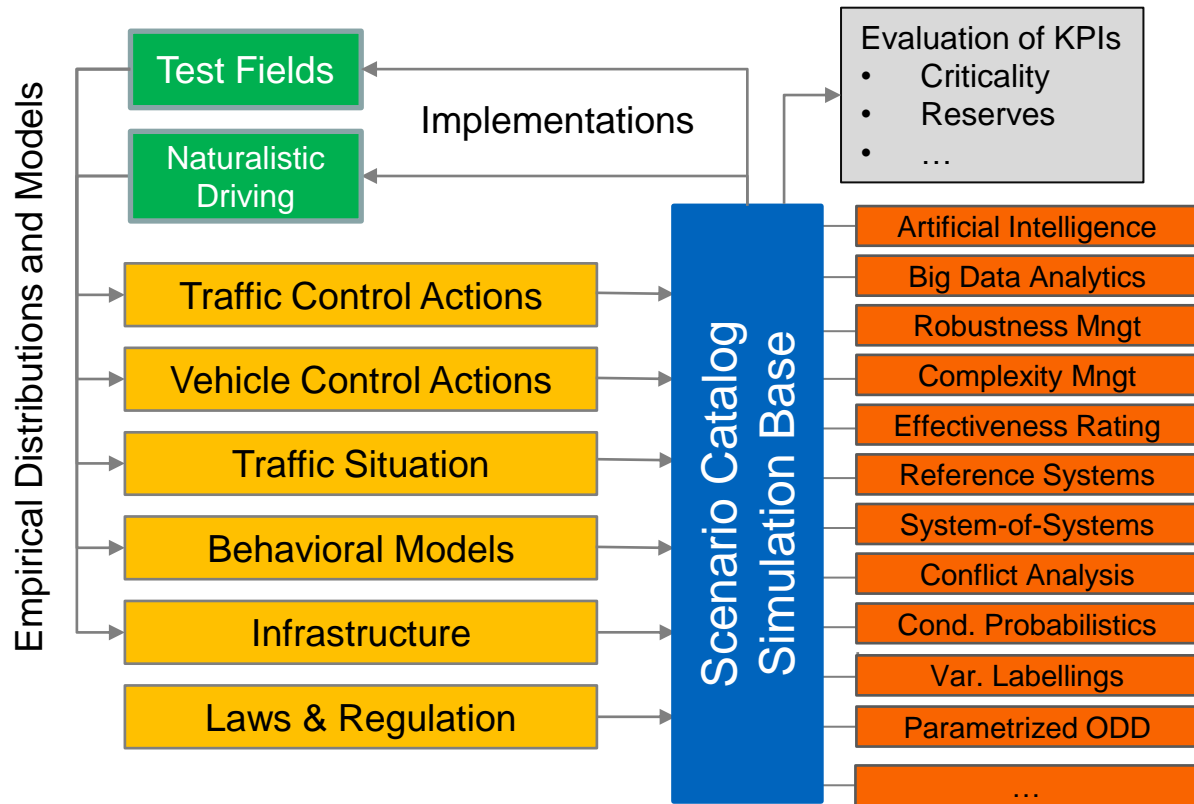 Test Fields
Naturalistic
Driving
Implementations
Evaluation of KPIs
• Criticality
• Reserves
• …
Empirical Distributions and Models
Traffic Control Actions
Vehicle Control Actions
Traffic Situation
Behavioral Models
Infrastructure
Laws & Regulation
Scenario Catalog
Simulation Base
Artificial Intelligence
Big Data Analytics
Robustness Mngt
Complexity Mngt
Effectiveness Rating
Reference Systems
System-of-Systems
Conflict Analysis
Cond. Probabilistics
Var. Labellings
Parametrized ODD
…